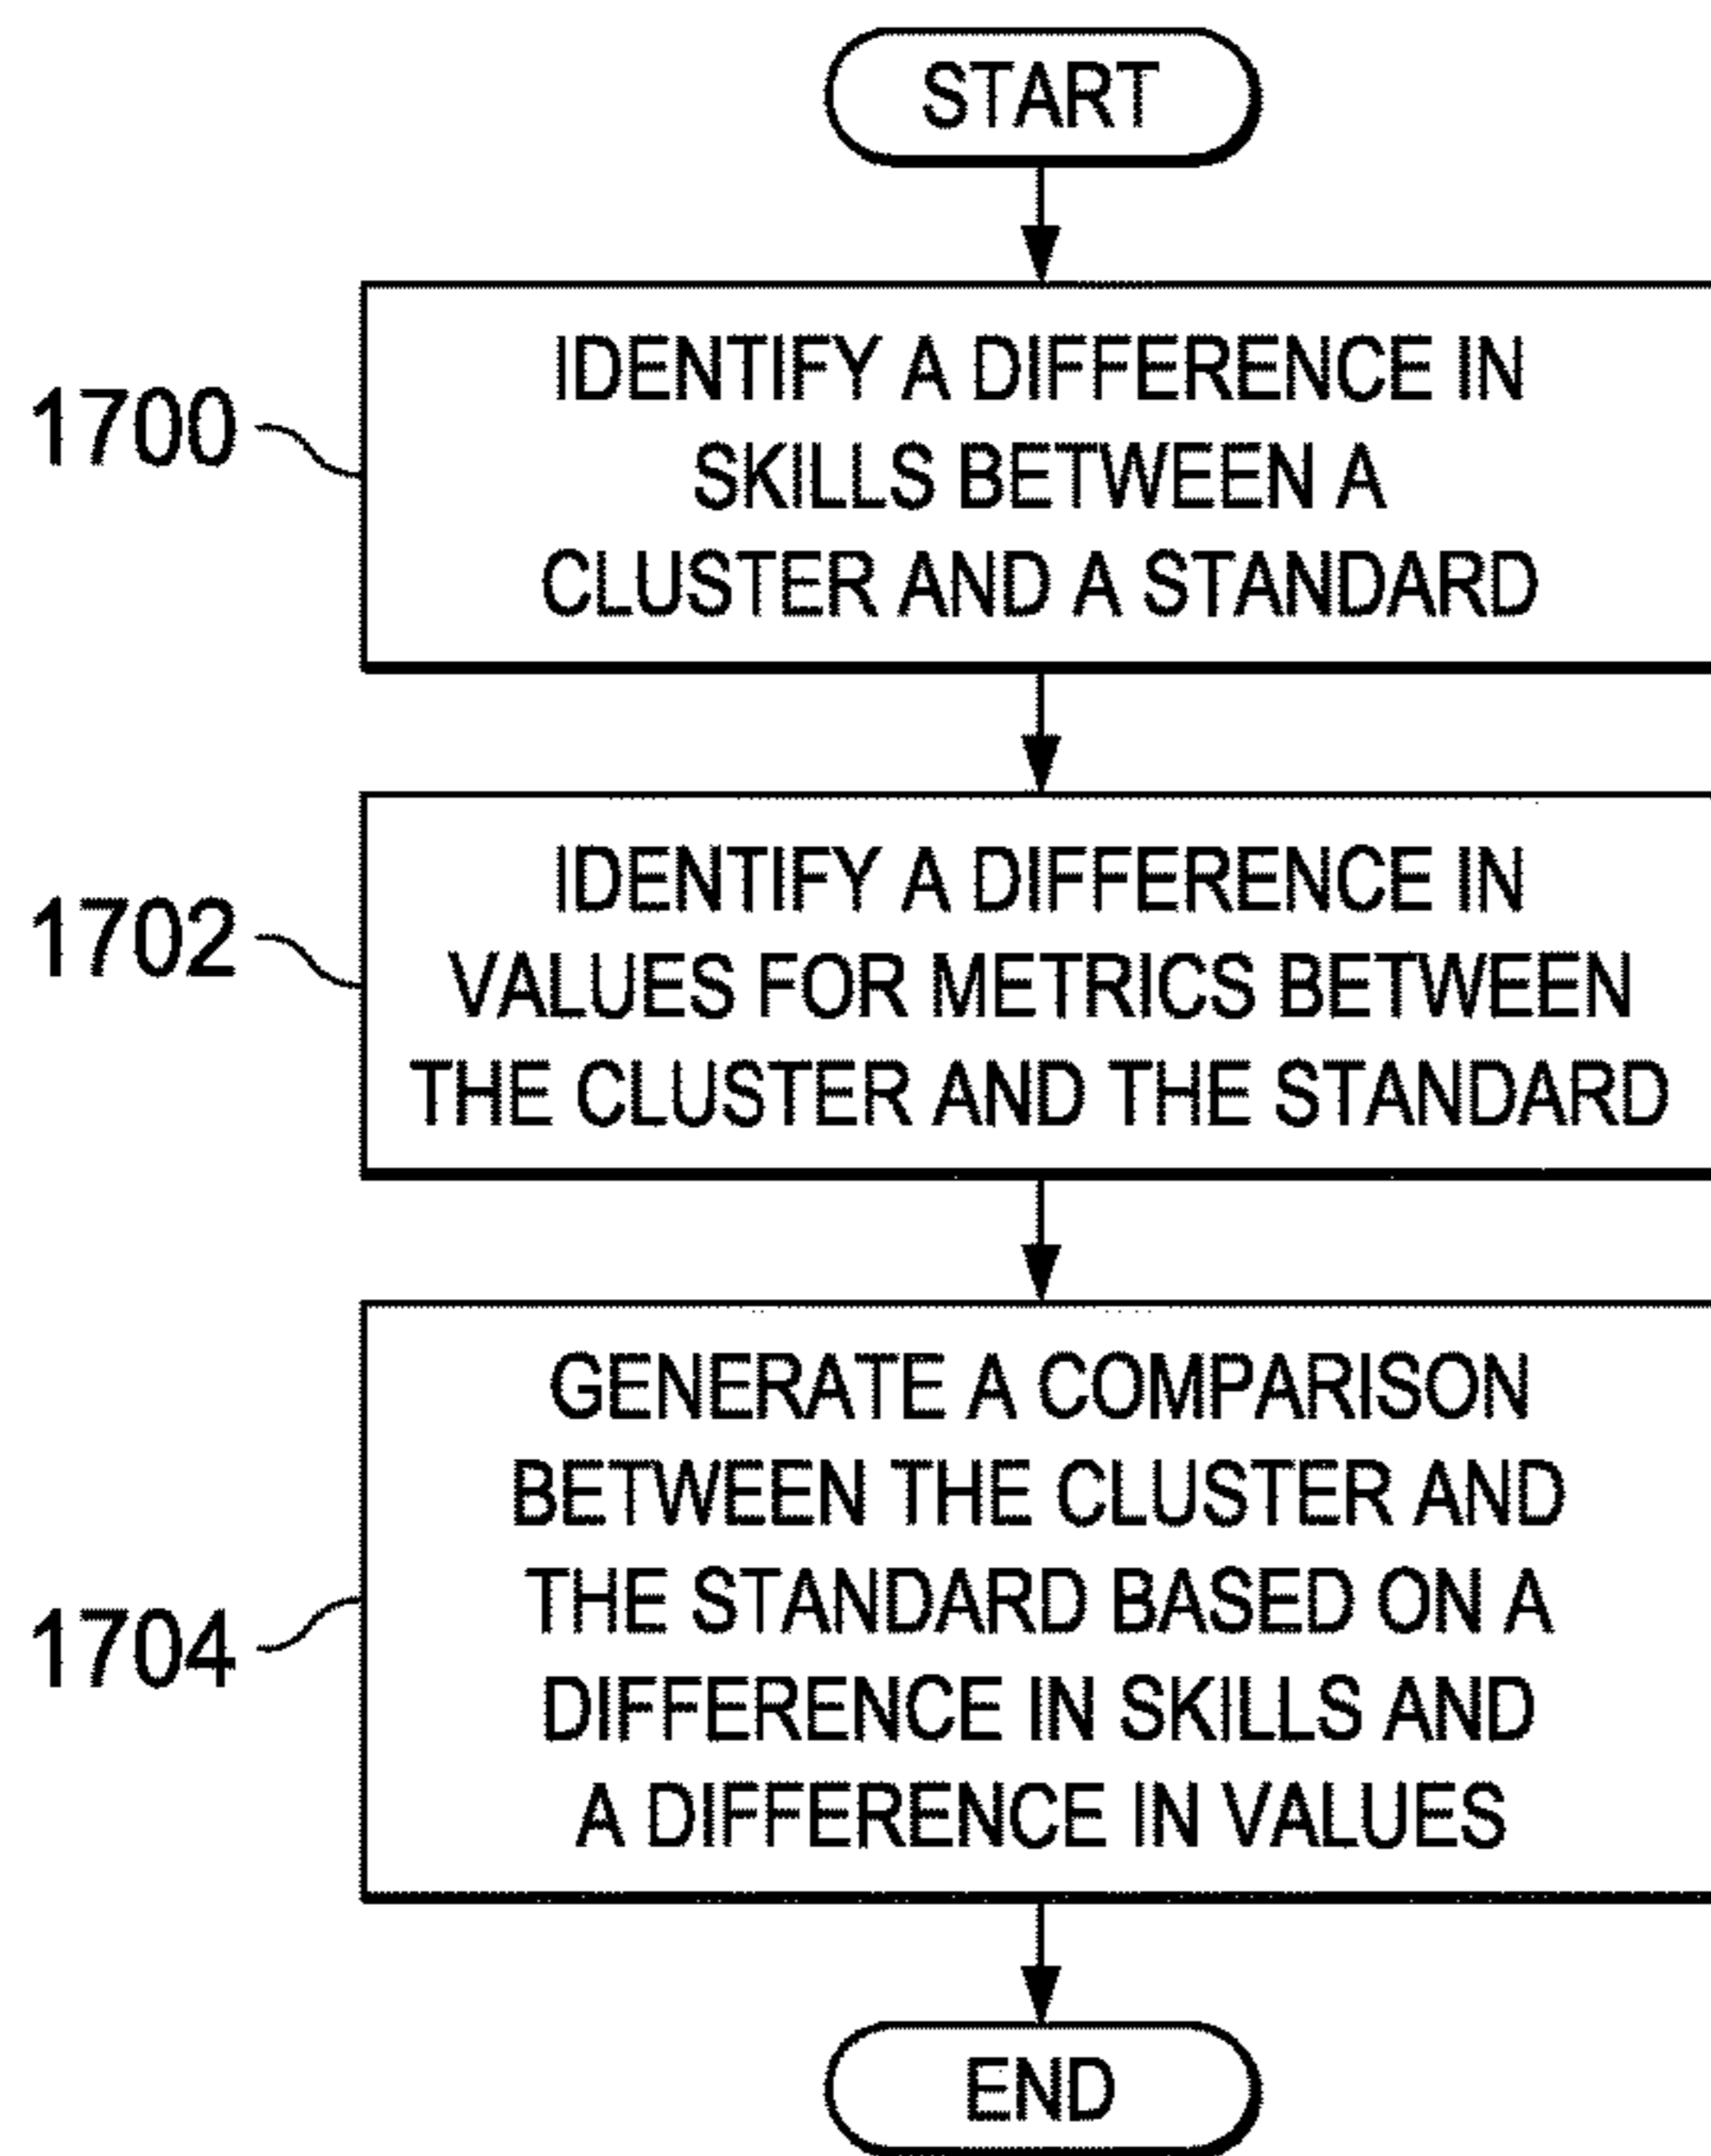 START
1700
IDENTIFY A DIFFERENCE IN
SKILLS BETWEEN A
CLUSTER AND A STANDARD
1702
IDENTIFY A DIFFERENCE IN
VALUES FOR METRICS BETWEEN
THE CLUSTER AND THE STANDARD
1704
GENERATE A COMPARISON
BETWEEN THE CLUSTER AND
THE STANDARD BASED ON A
DIFFERENCE IN SKILLS AND
A DIFFERENCE IN VALUES
END